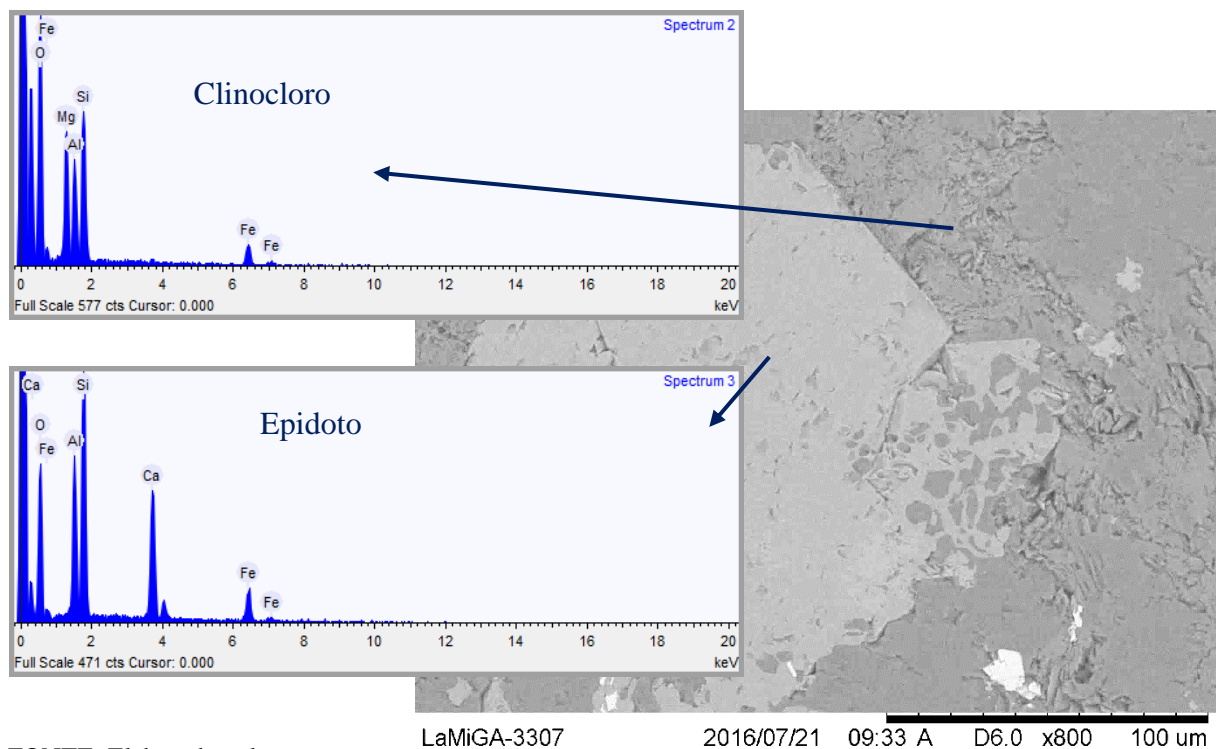 Spectrum 2
Fe
O
Clinocloro
Si
Mg
Al
Fe
Fe
0 2 4 6 8 10 12 14 16 18 20
Full Scale 577 cts Cursor: 0.000 keV
Spectrum 3
Ca Si
O
Epidoto
Fe Al
Ca
Fe
Fe
0 2 4 6 8 10 12 14 16 18 20
Full Scale 471 cts Cursor: 0.000 keV
LaMiGA-3307 2016/07/21 09:33 A D6.0 x800 100 um